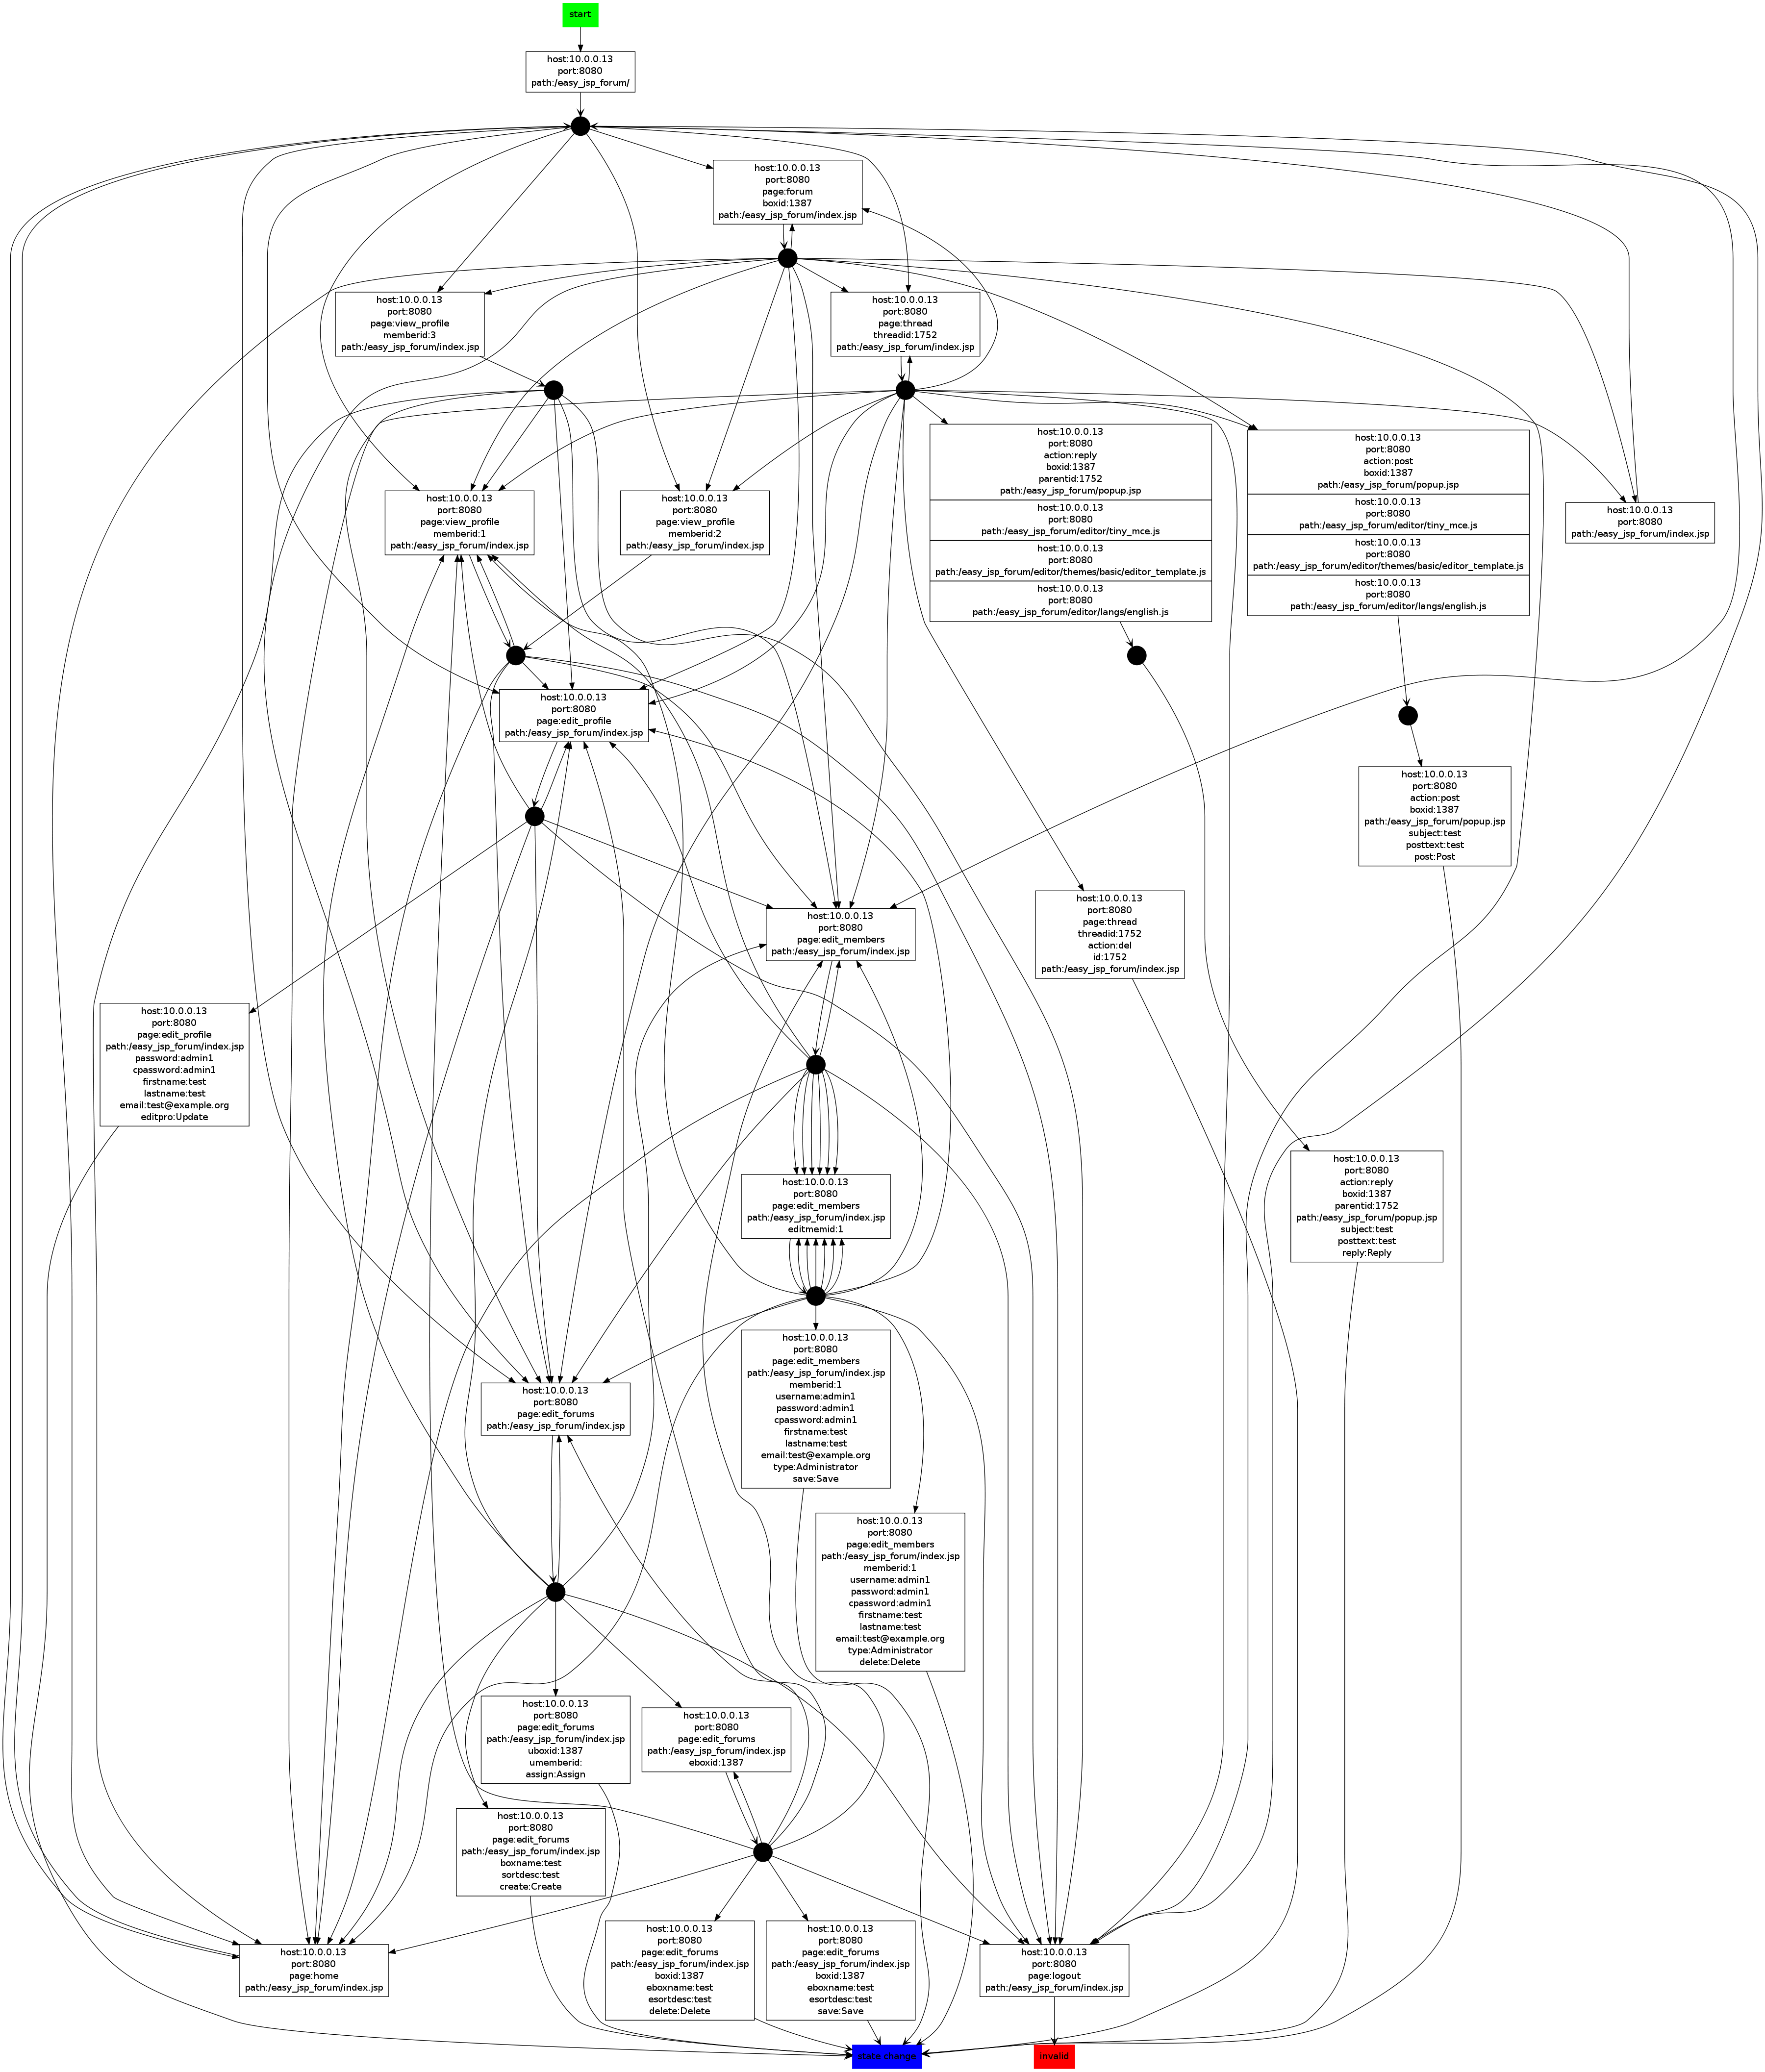 start
host:10.0.0.13
port:8080
path:/easy_jsp_forum/
host:10.0.0.13
port:8080
page:forum
boxid:1387
path:/easy_jsp_forum/index.jsp
host:10.0.0.13
port:8080
page:view_profile
memberid:3
path:/easy_jsp_forum/index.jsp
host:10.0.0.13
port:8080
page:thread
threadid:1752
path:/easy_jsp_forum/index.jsp
host:10.0.0.13
port:8080
page:view_profile
memberid:1
path:/easy_jsp_forum/index.jsp
host:10.0.0.13
port:8080
page:view_profile
memberid:2
path:/easy_jsp_forum/index.jsp
host:10.0.0.13
port:8080
action:reply
boxid:1387
parentid:1752
path:/easy_jsp_forum/popup.jsp
host:10.0.0.13
port:8080
path:/easy_jsp_forum/editor/tiny_mce.js
host:10.0.0.13
port:8080
path:/easy_jsp_forum/editor/themes/basic/editor_template.js
host:10.0.0.13
port:8080
path:/easy_jsp_forum/editor/langs/english.js
host:10.0.0.13
port:8080
action:post
boxid:1387
path:/easy_jsp_forum/popup.jsp
host:10.0.0.13
port:8080
path:/easy_jsp_forum/editor/tiny_mce.js
host:10.0.0.13
port:8080
path:/easy_jsp_forum/editor/themes/basic/editor_template.js
host:10.0.0.13
port:8080
path:/easy_jsp_forum/editor/langs/english.js
host:10.0.0.13
port:8080
path:/easy_jsp_forum/index.jsp
host:10.0.0.13
port:8080
page:edit_profile
path:/easy_jsp_forum/index.jsp
host:10.0.0.13
port:8080
action:post
boxid:1387
path:/easy_jsp_forum/popup.jsp
subject:test
posttext:test
post:Post
host:10.0.0.13
port:8080
page:edit_members
path:/easy_jsp_forum/index.jsp
host:10.0.0.13
port:8080
page:thread
threadid:1752
action:del
id:1752
path:/easy_jsp_forum/index.jsp
host:10.0.0.13
port:8080
page:edit_profile
path:/easy_jsp_forum/index.jsp
password:admin1
cpassword:admin1
firstname:test
lastname:test
email:test@example.org
editpro:Update
host:10.0.0.13
port:8080
page:edit_members
path:/easy_jsp_forum/index.jsp
editmemid:1
host:10.0.0.13
port:8080
action:reply
boxid:1387
parentid:1752
path:/easy_jsp_forum/popup.jsp
subject:test
posttext:test
reply:Reply
host:10.0.0.13
port:8080
page:edit_members
path:/easy_jsp_forum/index.jsp
memberid:1
username:admin1
password:admin1
cpassword:admin1
firstname:test
lastname:test
email:test@example.org
type:Administrator
save:Save
host:10.0.0.13
port:8080
page:edit_forums
path:/easy_jsp_forum/index.jsp
host:10.0.0.13
port:8080
page:edit_members
path:/easy_jsp_forum/index.jsp
memberid:1
username:admin1
password:admin1
cpassword:admin1
firstname:test
lastname:test
email:test@example.org
type:Administrator
delete:Delete
host:10.0.0.13
port:8080
page:edit_forums
path:/easy_jsp_forum/index.jsp
uboxid:1387
umemberid:
assign:Assign
host:10.0.0.13
port:8080
page:edit_forums
path:/easy_jsp_forum/index.jsp
eboxid:1387
host:10.0.0.13
port:8080
page:edit_forums
path:/easy_jsp_forum/index.jsp
boxname:test
sortdesc:test
create:Create
host:10.0.0.13
port:8080
page:home
path:/easy_jsp_forum/index.jsp
host:10.0.0.13
port:8080
page:edit_forums
path:/easy_jsp_forum/index.jsp
boxid:1387
eboxname:test
esortdesc:test
delete:Delete
host:10.0.0.13
port:8080
page:edit_forums
path:/easy_jsp_forum/index.jsp
boxid:1387
eboxname:test
esortdesc:test
save:Save
host:10.0.0.13
port:8080
page:logout
path:/easy_jsp_forum/index.jsp
state change
invalid